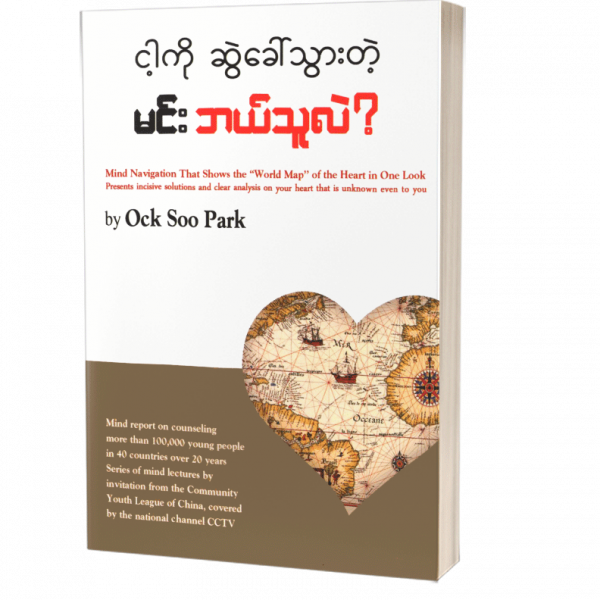 ငါ့ကို ဆွဲခေါ်သွားတဲ့
မင်း ဘယ်သူလဲ?
Mind Navigation That Shows the “World Map” of the Heart in One Look
Presents incisive solutions and clear analysis on your heart that is unknown even to you
by Ock Soo Park
Mer
Oceane
Mind report on counseling
more than 100,000 young people
in 40 countries over 20 years
Series of mind lectures by
invitation from the Community
Youth League of China, covered
by the national channel CCTV